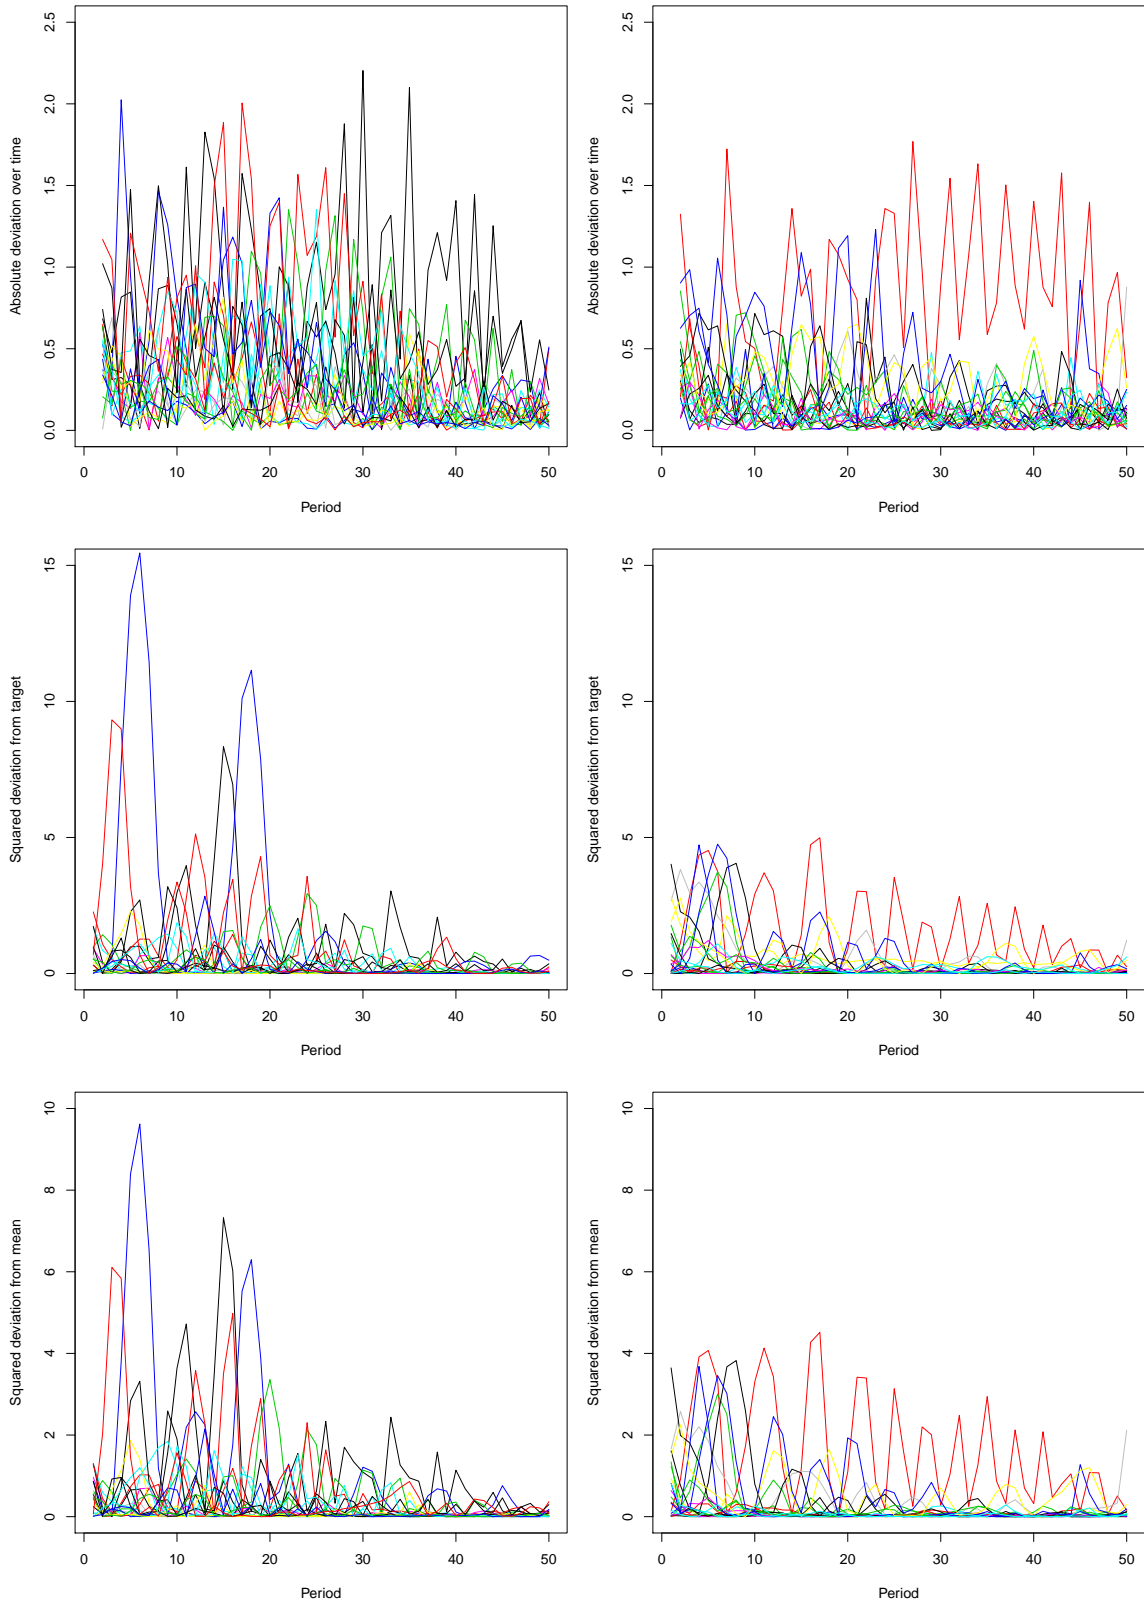 Absolute deviation over time
0.0 0.5 1.0 1.5 2.0 2.5
0 10 20 30 40 50
Period
Absolute deviation over time
0.0 0.5 1.0 1.5 2.0 2.5
0 10 20 30 40 50
Period
Squared deviation from target
0 5 10 15
0 10 20 30 40 50
Period
Squared deviation from target
0 5 10 15
0 10 20 30 40 50
Period
Squared deviation from mean
0 2 4 6 8 10
0 10 20 30 40 50
Period
Squared deviation from mean
0 2 4 6 8 10
0 10 20 30 40 50
Period